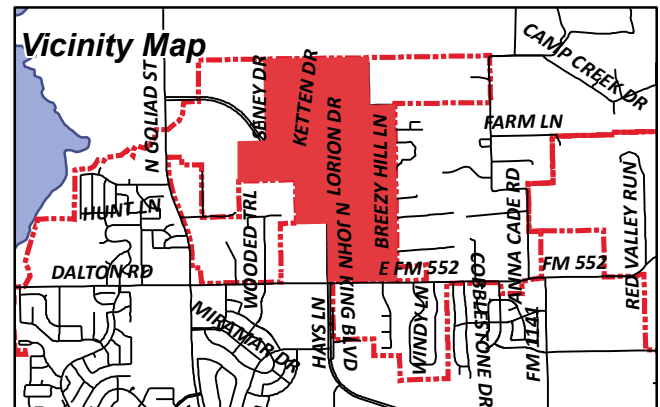 Vicinity Map
N GOLIAD ST
SENEY DR
KETTEN DR
LORION DR
BREEZY HILL LN
CAMP CREEK DR
FARM LN
HUNT LN
WOODED TRL
N JOHN KING BLVD
ANNA CADE RD
RED VALLEY RUN
DALTON RD
E FM 552
FM 552
MIRAMAR DR
HAYS LN
WINDY LN
COBBLESTONE DR
FM 1141